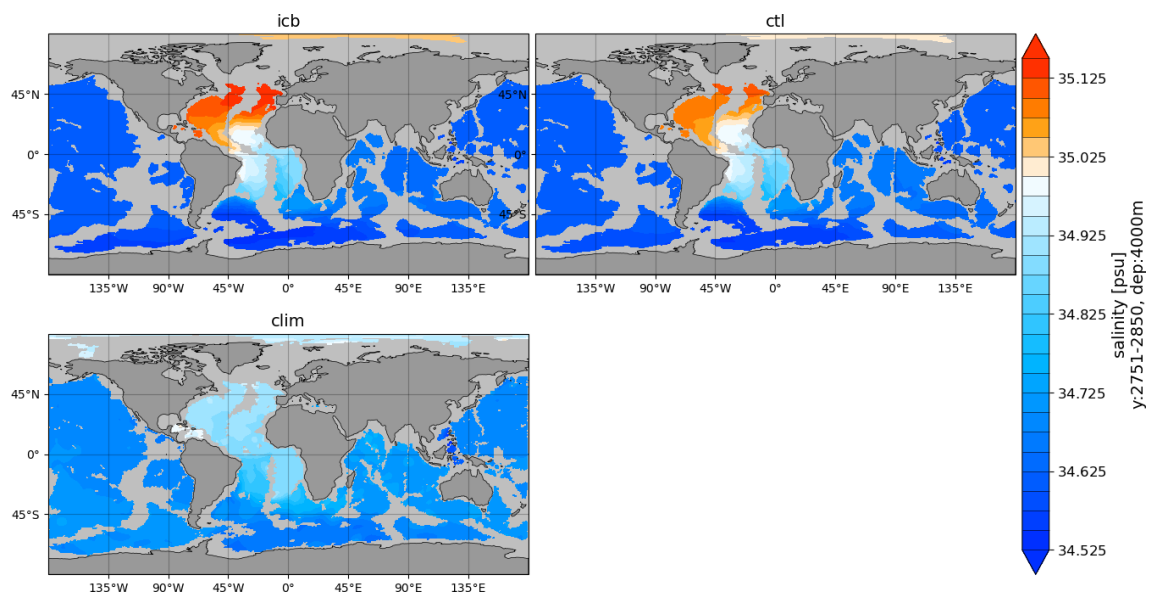 icb
ctl
45°N
0°
45°S
45°N
0°
45°S
135°W 90°W 45°W 0° 45°E 90°E 135°E
135°W 90°W 45°W 0° 45°E 90°E 135°E
clim
45°N
0°
45°S
135°W 90°W 45°W 0° 45°E 90°E 135°E
35.125
35.025
34.925
34.825
34.725
34.625
34.525
salinity [psu]
y:2751-2850, dep:4000m